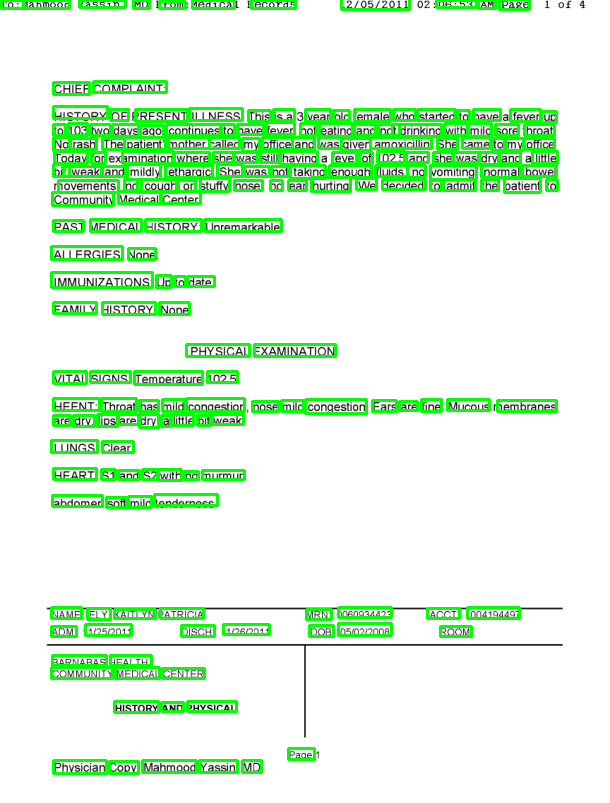 To: Mahmood Yassin MD From: Medical Records 12/05/2011 02:06:53 AM Page 1 of 4
CHIEF COMPLAINT:
HISTORY OF PRESENT ILLNESS: This is a 3 year old female who started to have a fever up
to 103 two days ago, continues to have fever, not eating and not drinking with mild sore throat.
No rash. The patient mother called my office and was given amoxicillin. She came to my office
Today for examination where she was still having a fever of 102.5 and she was dry and a little
bit weak and mildly lethargic. She was not taking enough fluids, no vomiting, normal bowel
movements, no cough or stuffy nose, no ear hurting. We decided to admit the patient to
Community Medical Center.
PAST MEDICAL HISTORY: Unremarkable
ALLERGIES: None.
IMMUNIZATIONS: Up to date.
FAMILY HISTORY: None.
PHYSICAL EXAMINATION
VITAL SIGNS: Temperature 102.5
HEENT: Throat has mild congestion, nose mild congestion. Ears are fine. Mucous membranes
are dry, lips are dry, a little bit weak.
LUNGS: Clear.
HEART: S1 and S2 with no murmur.
abdomen soft mild tenderness
NAME: ELY, KAITLYN PATRICIA MRN: 0060934423 ACCT: 004194497
ADM: 11/25/2011 DISCH: 11/26/2011 DOB: 05/02/2008 ROOM:
BARNABAS HEALTH
COMMUNITY MEDICAL CENTER
HISTORY AND PHYSICAL
Page 1
Physician Copy Mahmood Yassin MD